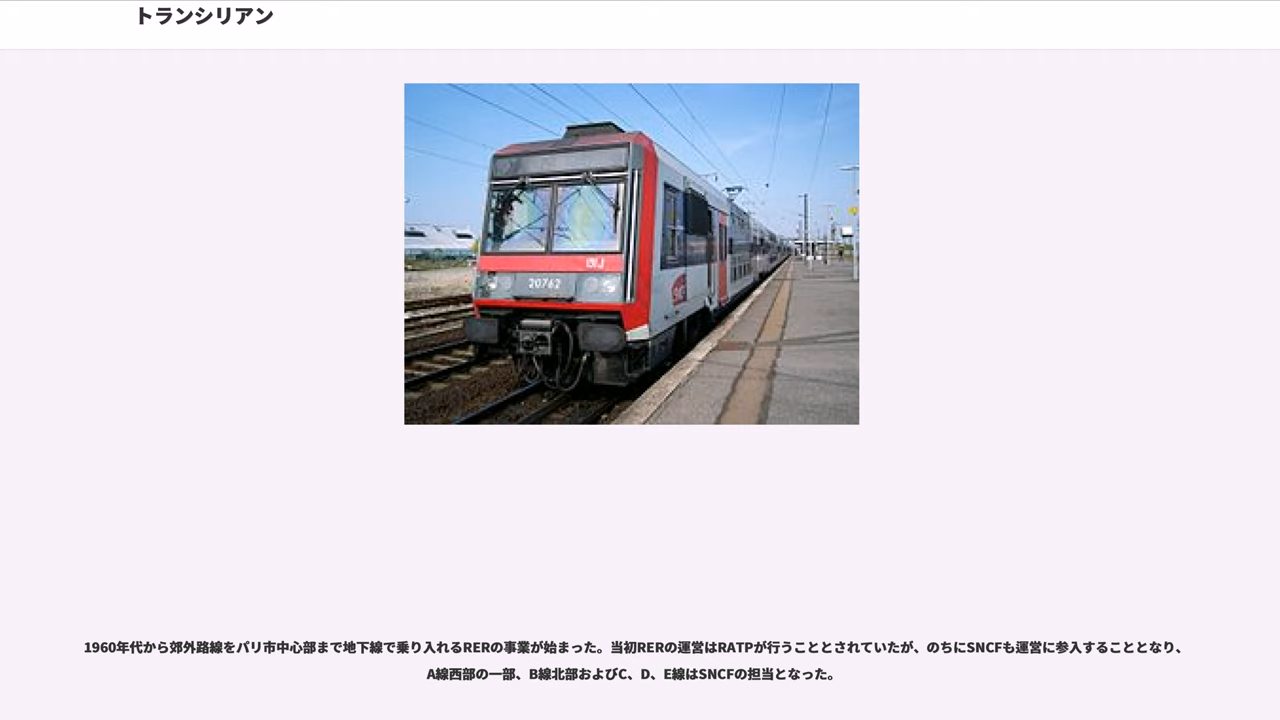 トランシリアン
20762
1960年代から郊外路線をパリ市中心部まで地下線で乗り入れるRERの事業が始まった。当初RERの運営はRATPが行うこととされていたが、のちにSNCFも運営に参入することとなり、
A線西部の一部、B線北部およびC、D、E線はSNCFの担当となった。